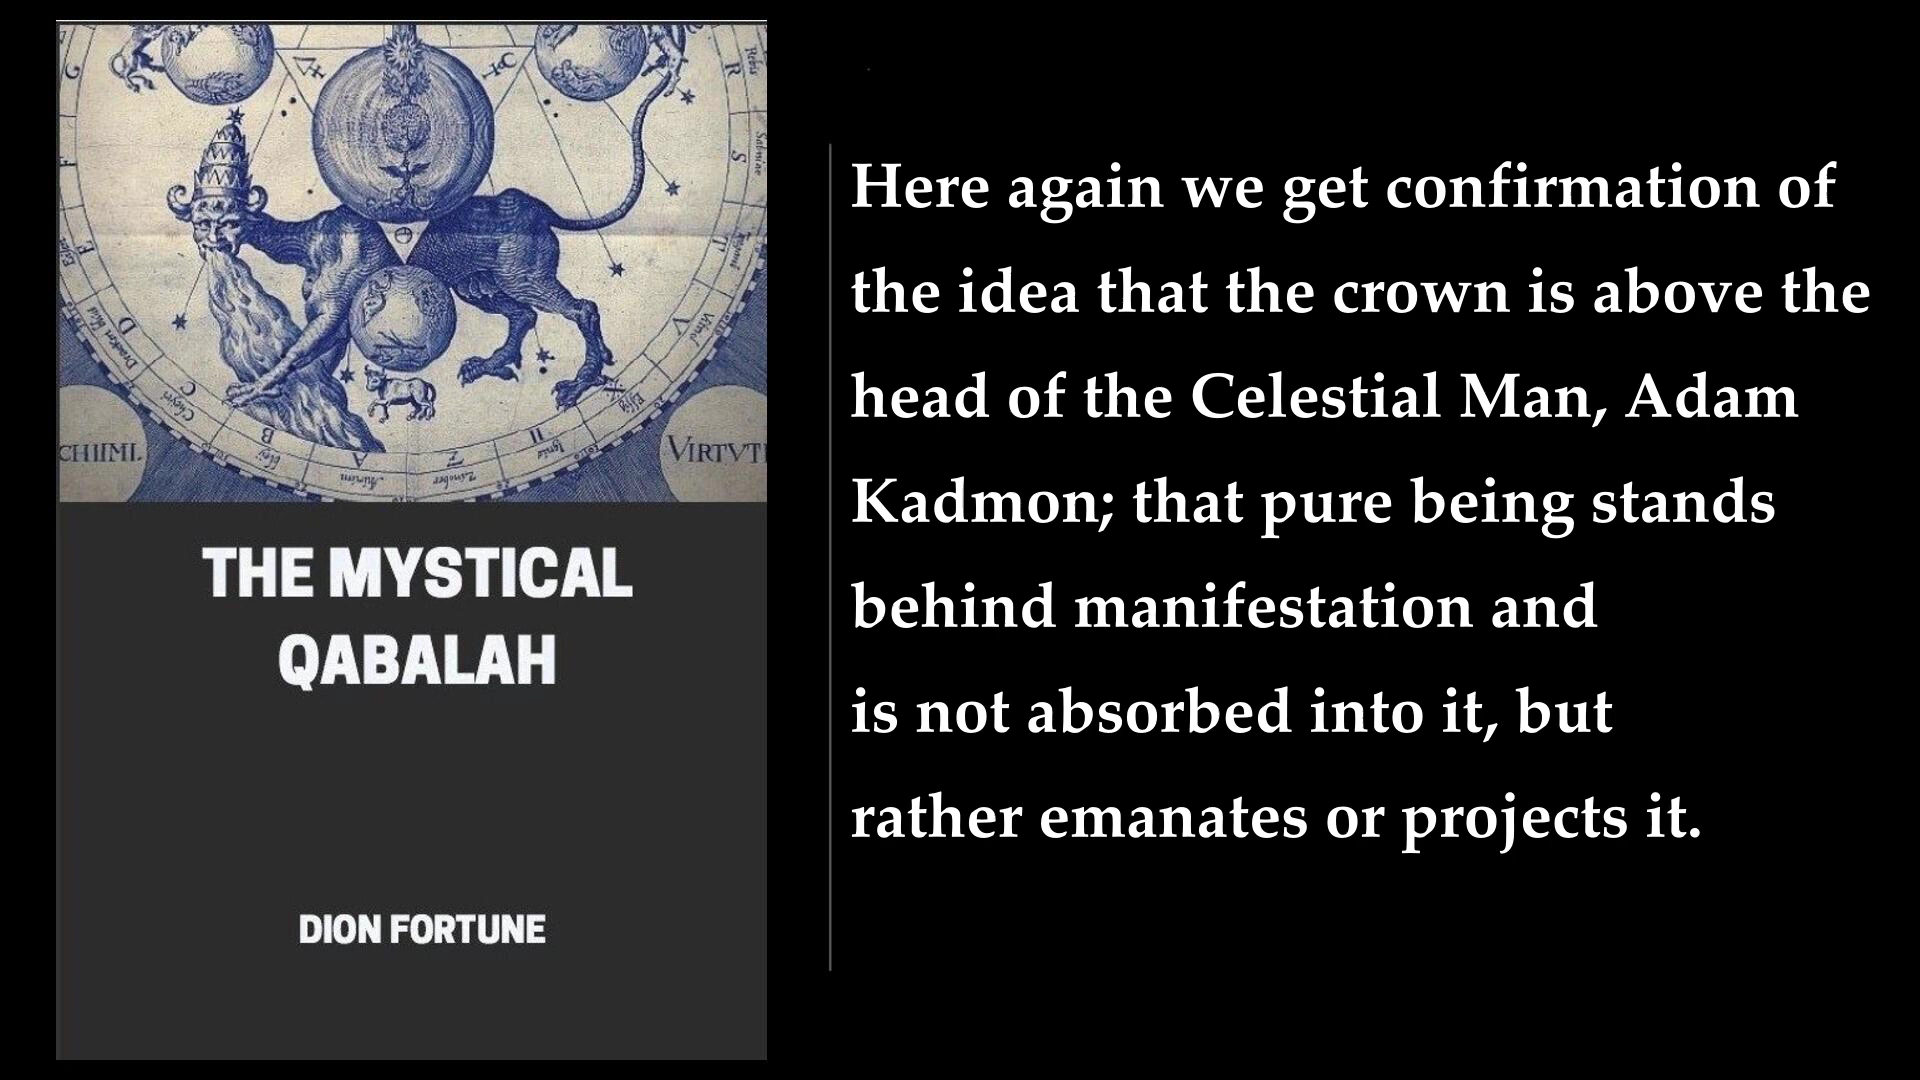 CHIIMI.
VIRTVTI
THE MYSTICAL
QABALAH
DION FORTUNE
Here again we get confirmation of
the idea that the crown is above the
head of the Celestial Man, Adam
Kadmon; that pure being stands
behind manifestation and
is not absorbed into it, but
rather emanates or projects it.